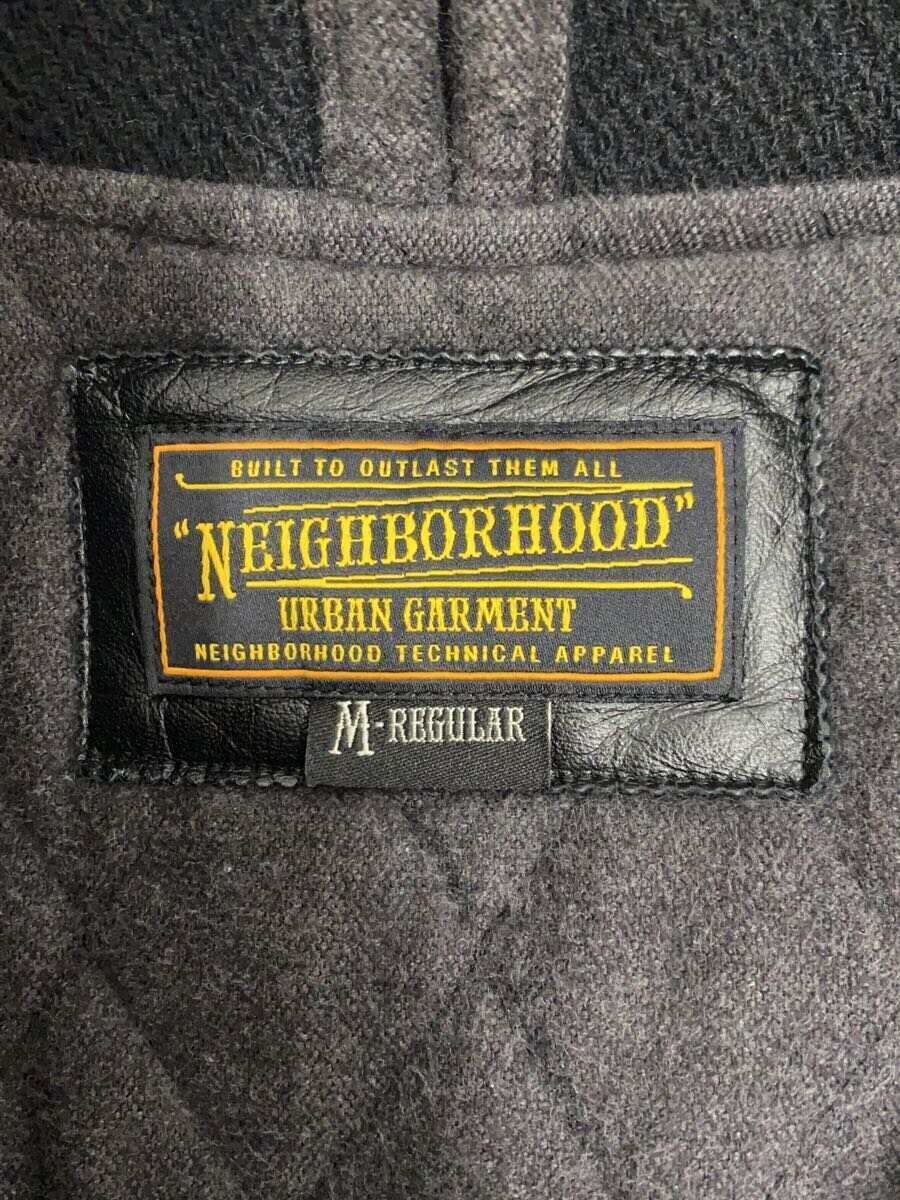 BUILT TO OUTLAST THEM ALL
"NEIGHBORHOOD"
URBAN GARMENT
NEIGHBORHOOD TECHNICAL APPAREL
M-REGULAR